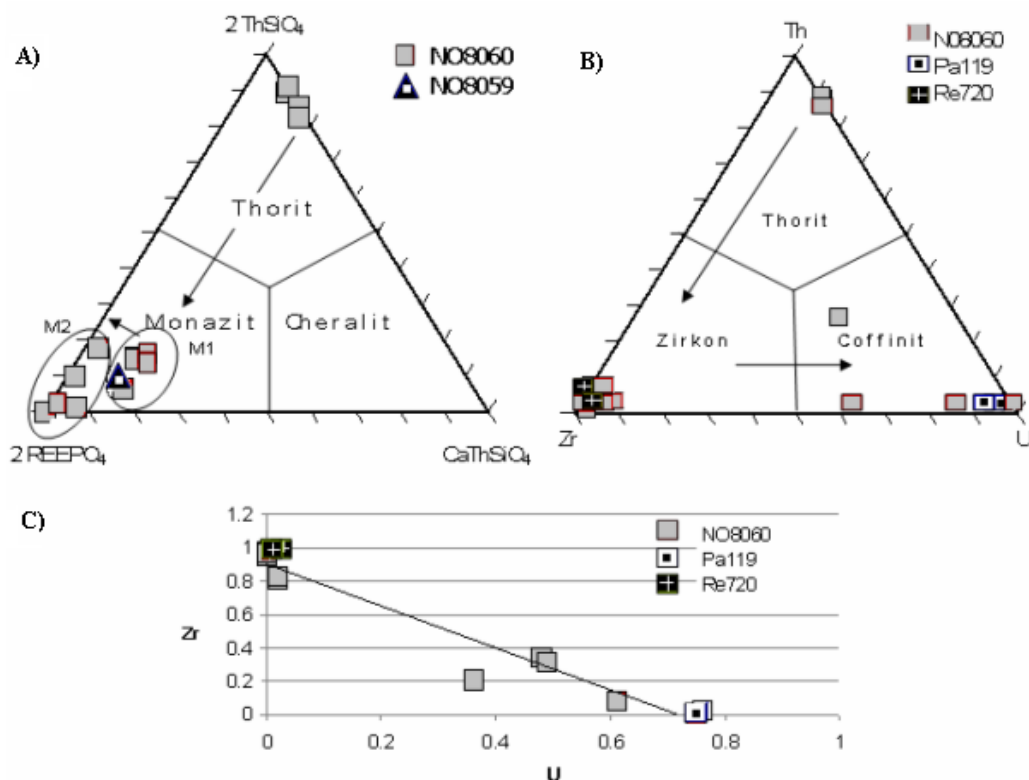 A)
2 ThSiO₄
NO8060
NO8059
Thorit
Monazit
Cheralit
M2
M1
2 REEPO₄
CaThSiO₄
B)
Th
NO8060
Pa119
Re720
Thorit
Zirkon
Coffinit
Zr
U
C)
1.2
1
0.8
0.6
0.4
0.2
0
Zr
NO8060
Pa119
Re720
0 0.2 0.4 0.6 0.8 1
U